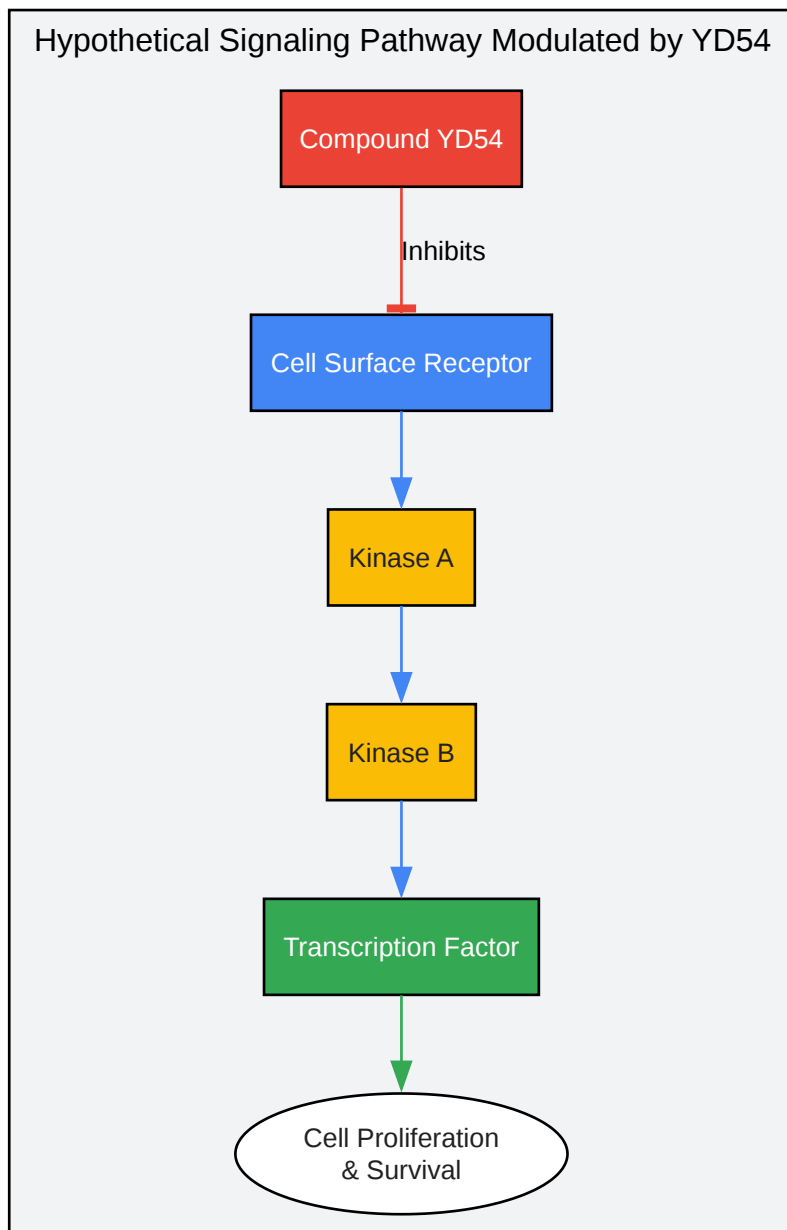 Hypothetical Signaling Pathway Modulated by YD54
Compound YD54
Inhibits
Cell Surface Receptor
Kinase A
Kinase B
Transcription Factor
Cell Proliferation
& Survival